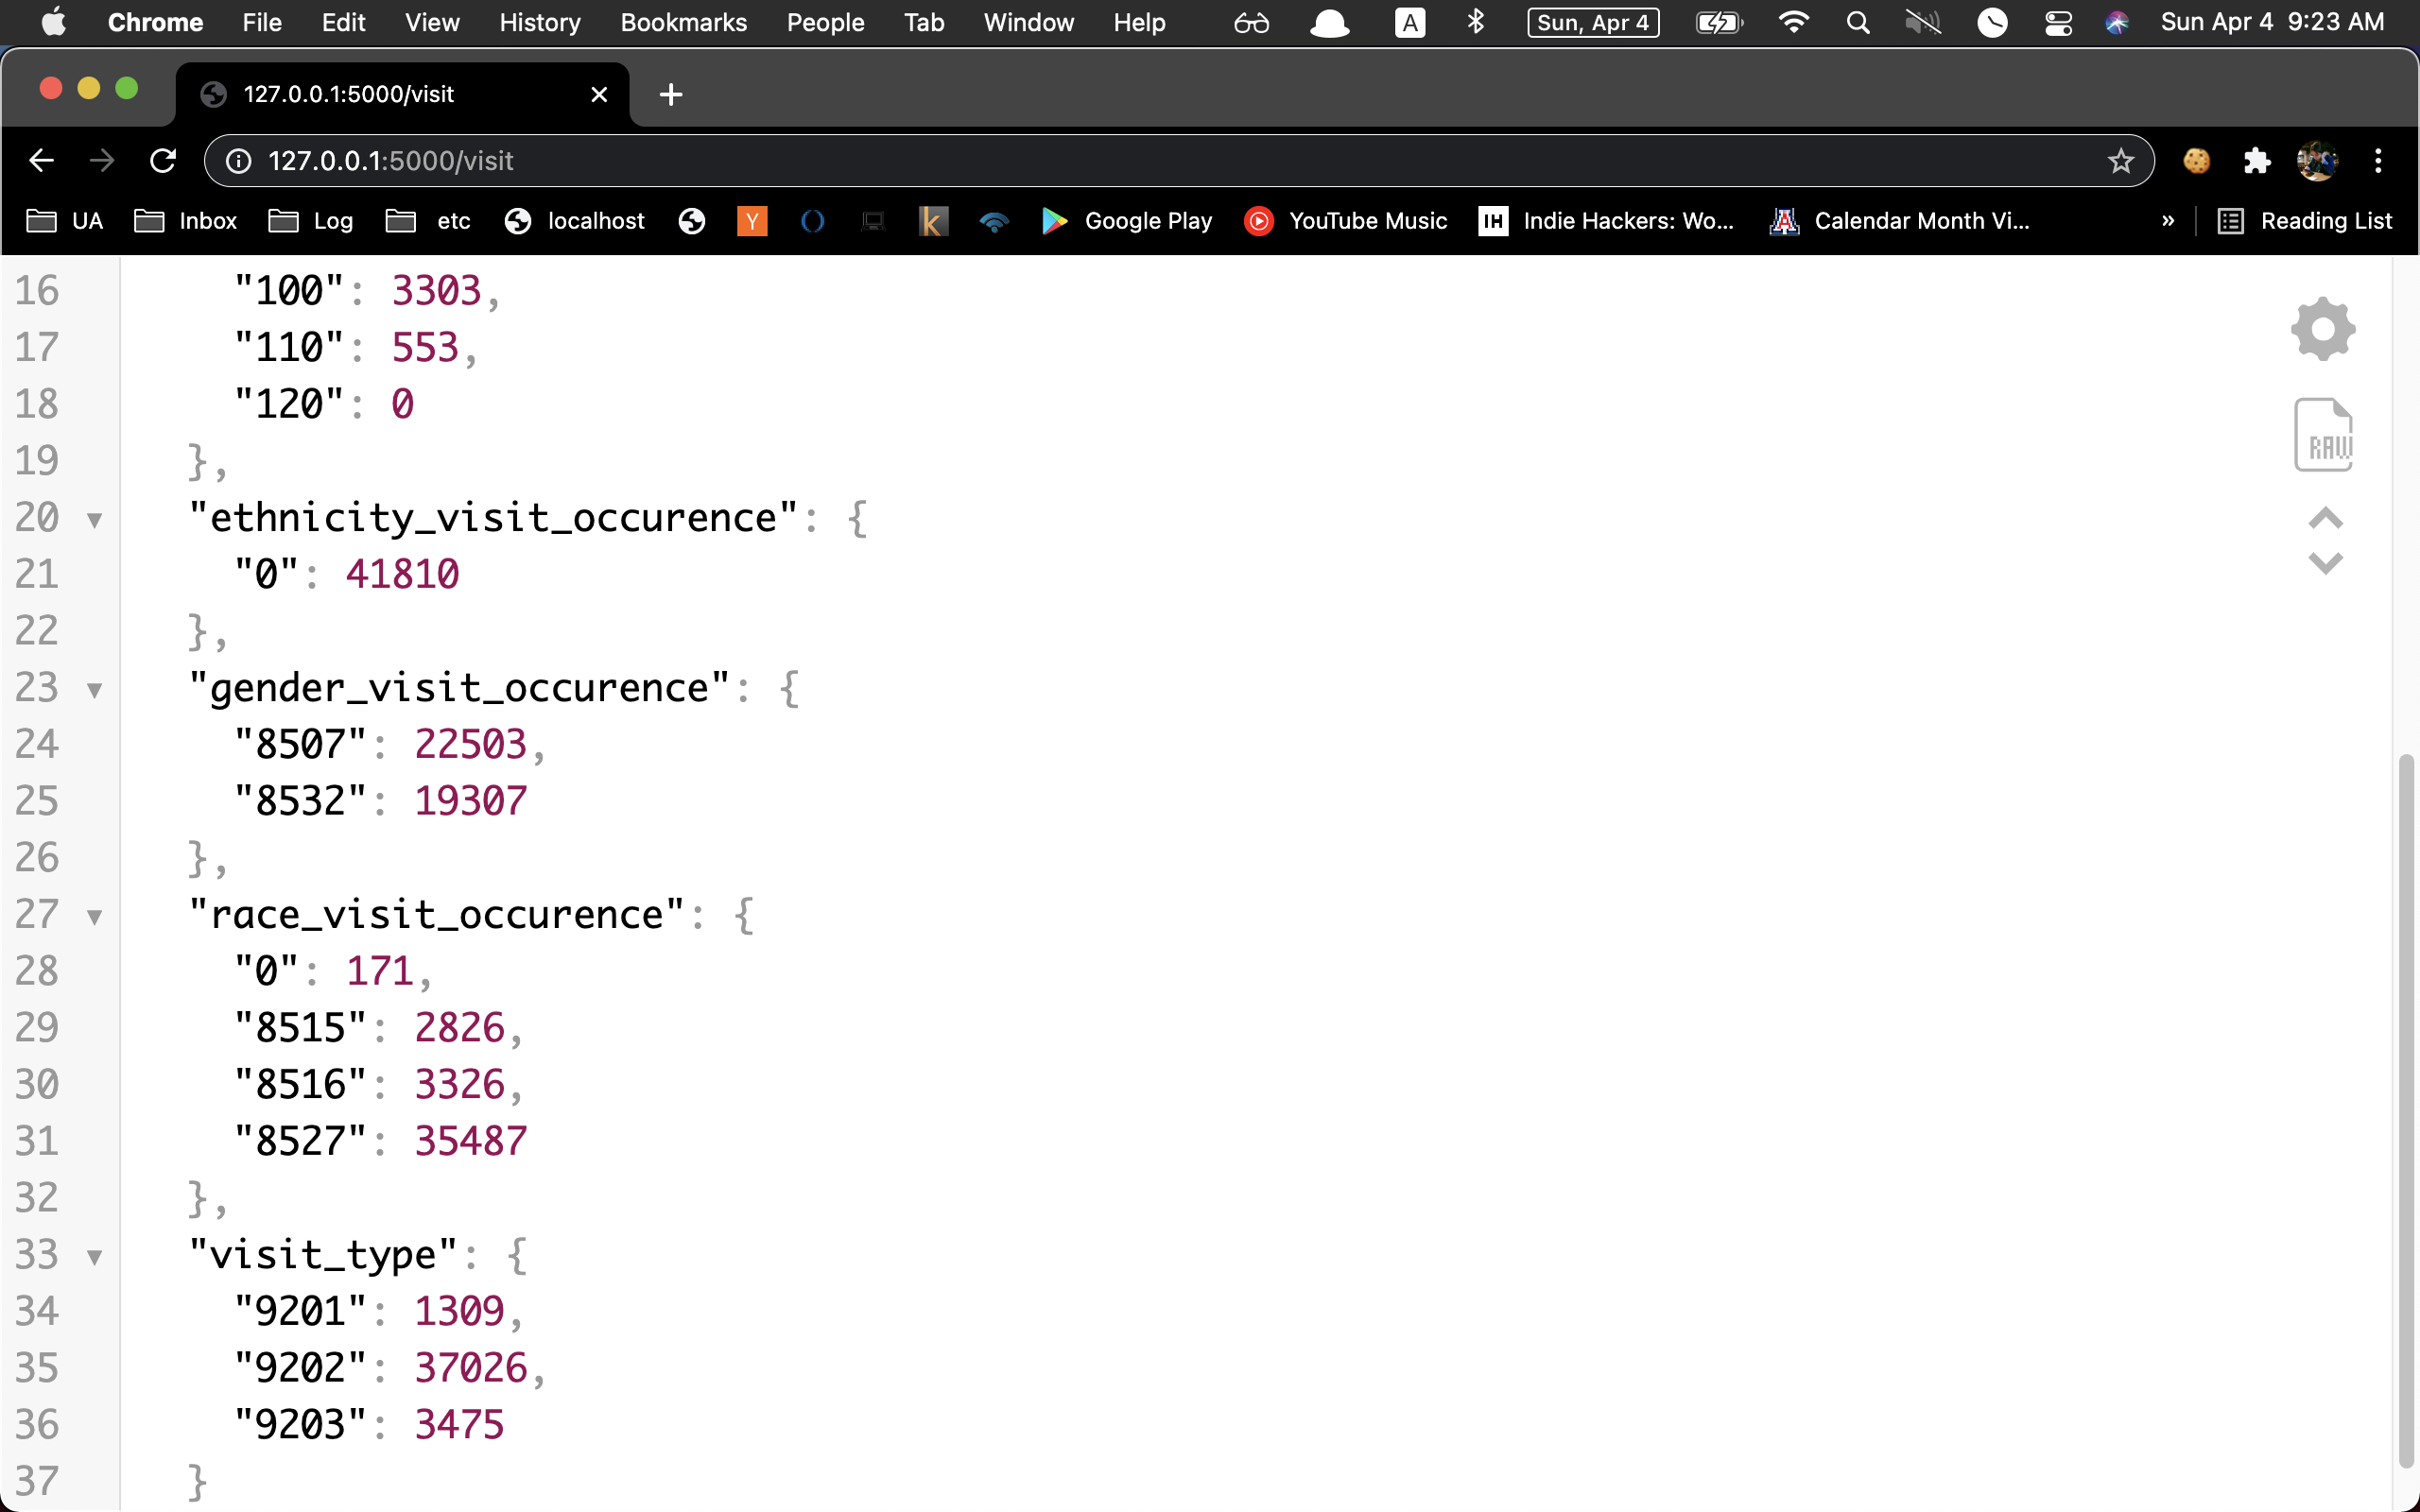 Chrome File Edit View History Bookmarks People Tab Window Help A Sun, Apr 4 Sun Apr 4 9:23 AM
127.0.0.1:5000/visit
127.0.0.1:5000/visit
UA Inbox Log etc localhost Y k Google Play YouTube Music IH Indie Hackers: Wo... A Calendar Month Vi... » Reading List
16 "100": 3303,
17 "110": 553,
18 "120": 0
RAW
19 },
20 ▼ "ethnicity_visit_occurence": {
21 "0": 41810
22 },
23 ▼ "gender_visit_occurence": {
24 "8507": 22503,
25 "8532": 19307
26 },
27 ▼ "race_visit_occurence": {
28 "0": 171,
29 "8515": 2826,
30 "8516": 3326,
31 "8527": 35487
32 },
33 ▼ "visit_type": {
34 "9201": 1309,
35 "9202": 37026,
36 "9203": 3475
37 }